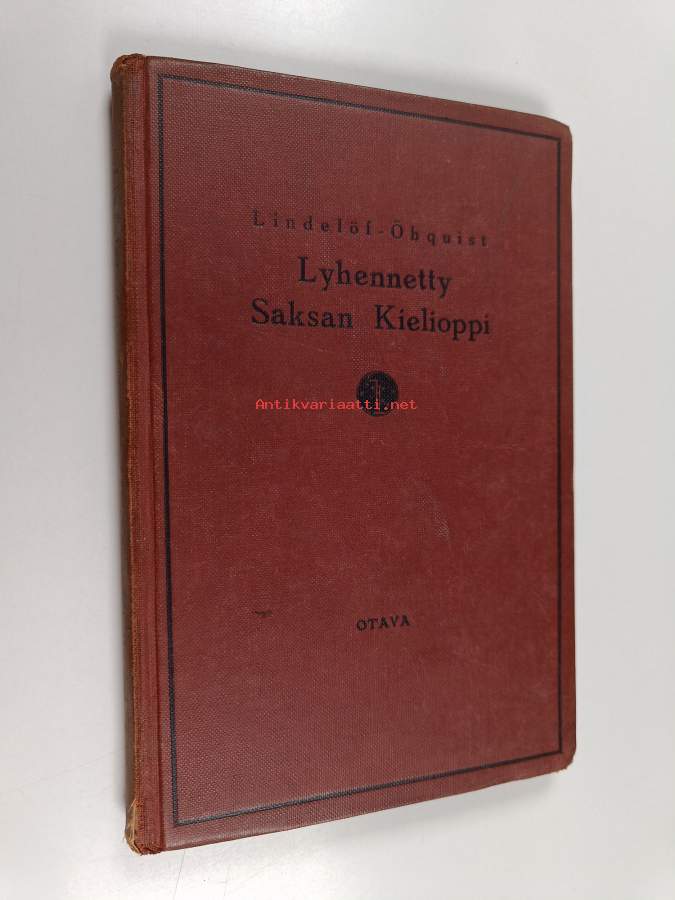 Lindelöf-Öhquist
Lyhennetty
Saksan Kielioppi
Antikvariaatti.net
OTAVA